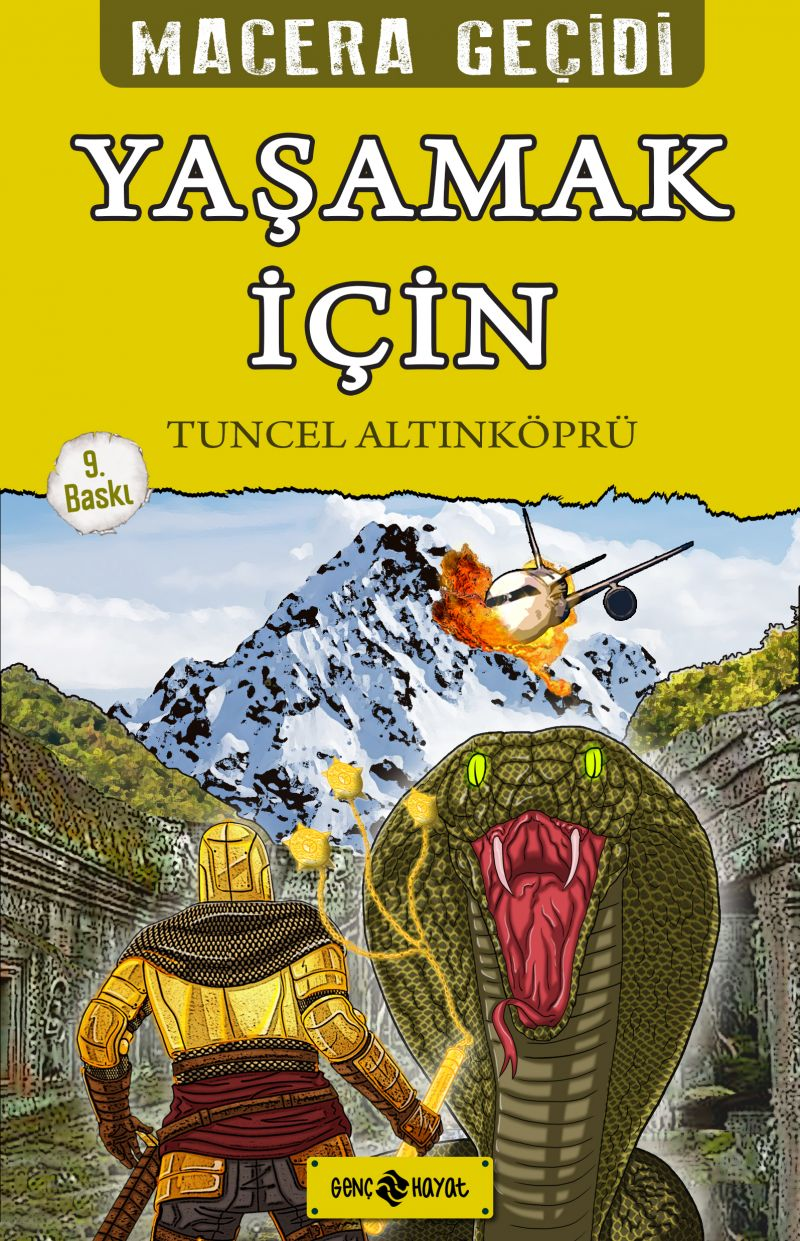 MACERA GEÇİDİ
YAŞAMAK
İÇİN
TUNCEL ALTINKÖPRÜ
9.
Baskı
GENÇ HAYAT